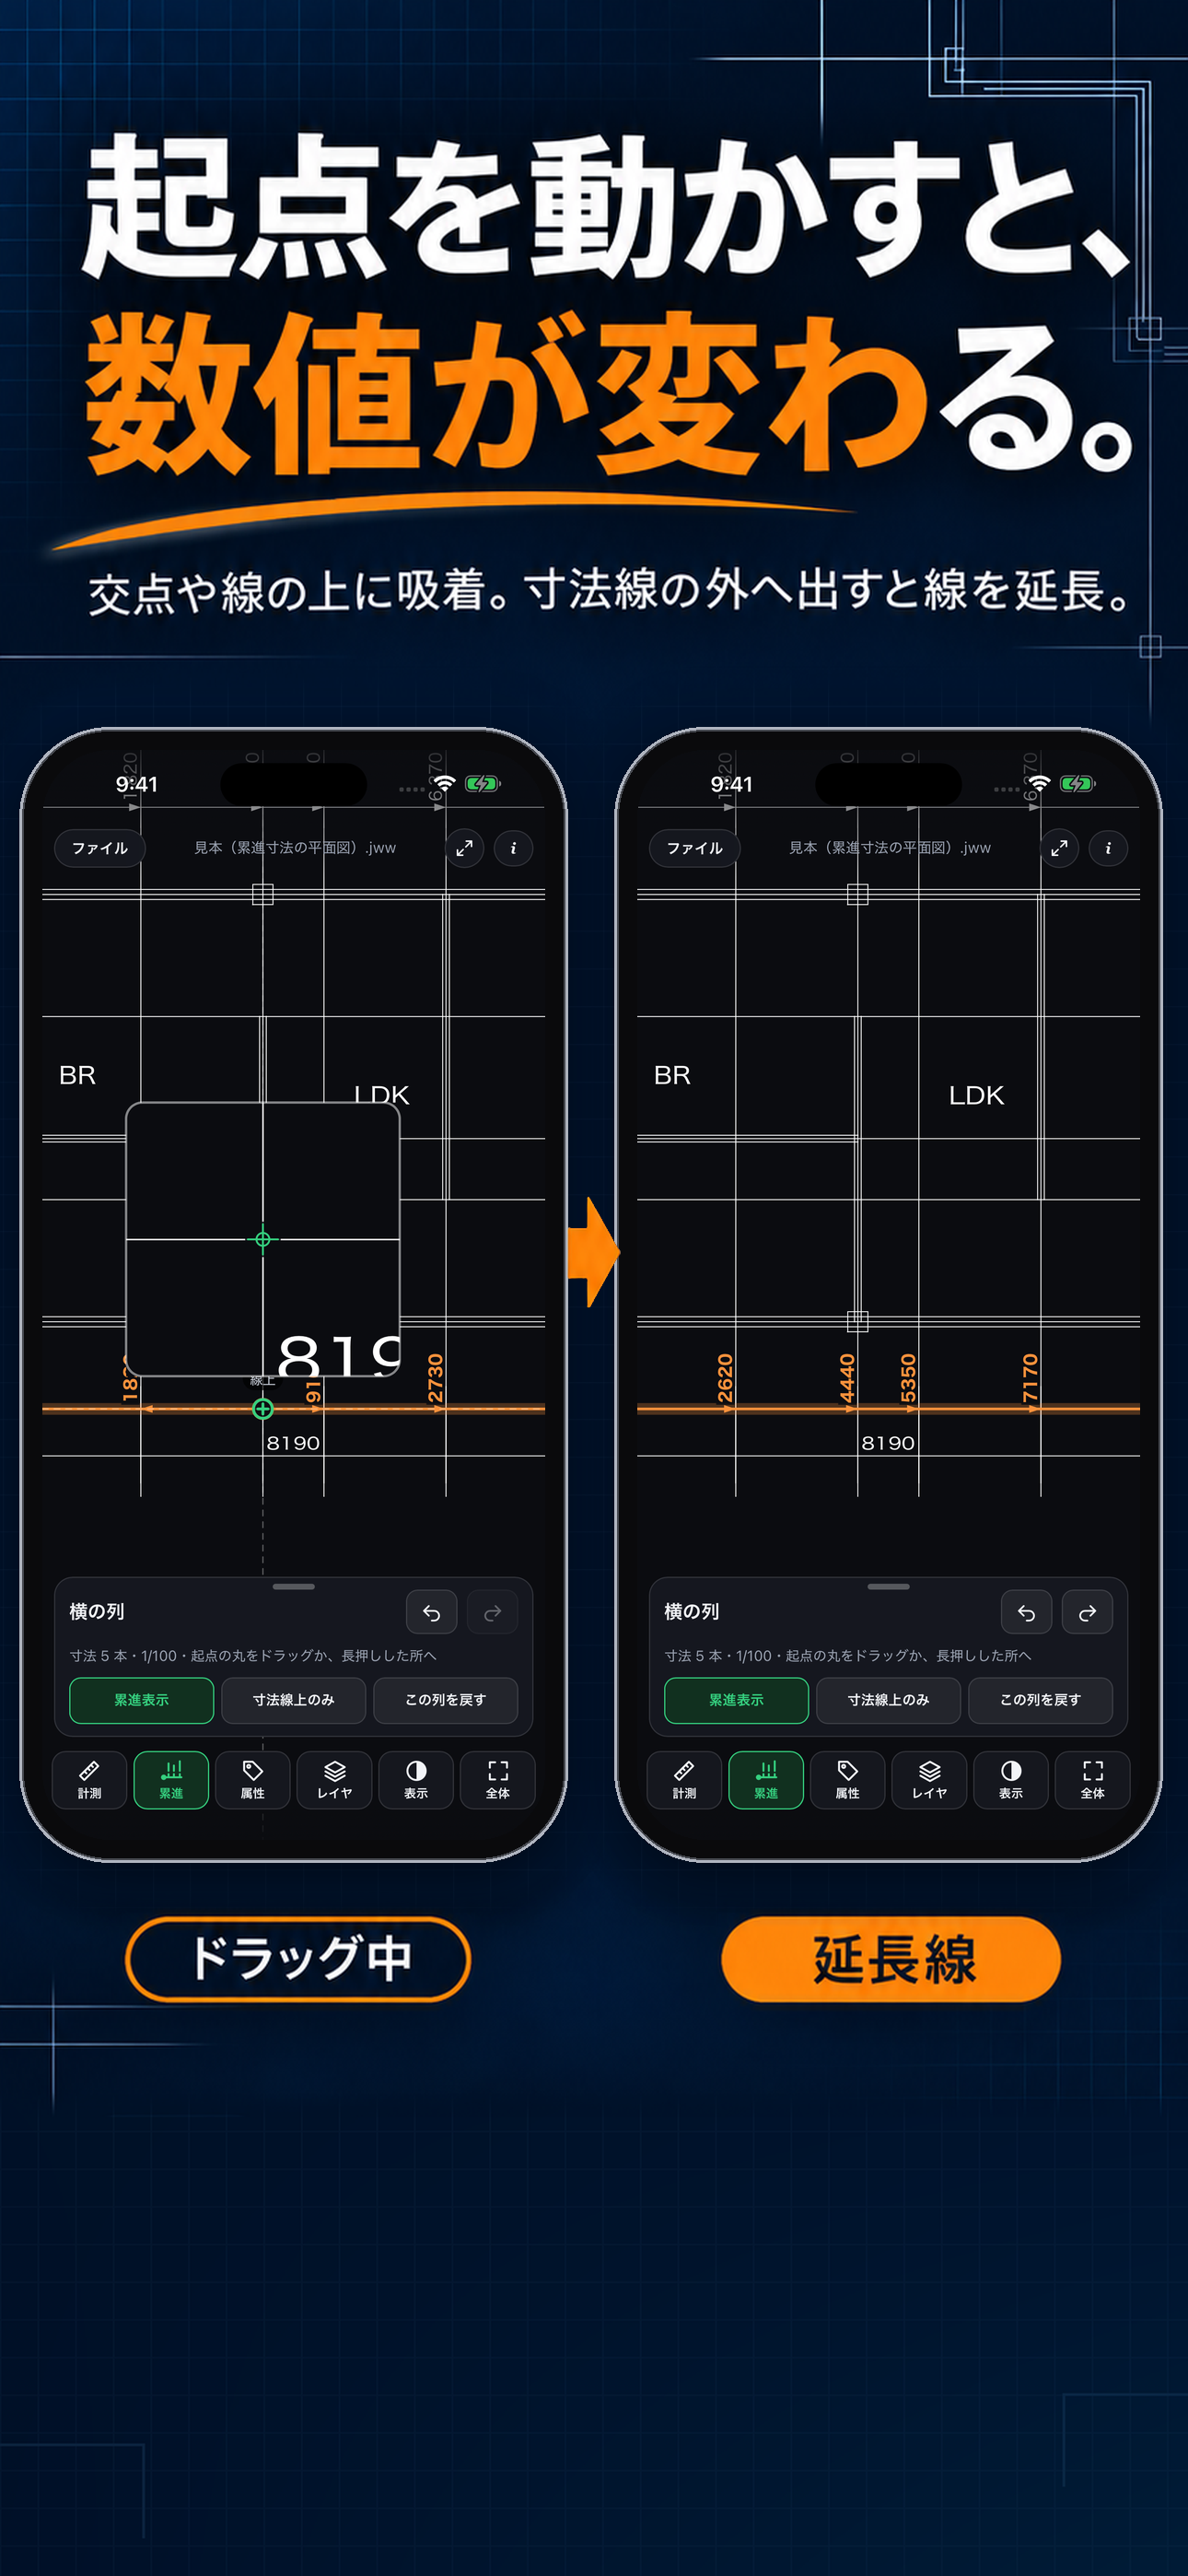 起点を動かすと、
数値が変わる。
交点や線の上に吸着。寸法線の外へ出すと線を延長。
9:41
ファイル
見本（累進寸法の平面図）.jww
i
BR
LDK
819
線上
2730
8190
横の列
寸法 5 本・1/100・起点の丸をドラッグか、長押しした所へ
累進表示
寸法線上のみ
この列を戻す
計測
累進
属性
レイヤ
表示
全体
ドラッグ中
9:41
ファイル
見本（累進寸法の平面図）.jww
i
BR
LDK
2620
4440
5350
7170
8190
横の列
寸法 5 本・1/100・起点の丸をドラッグか、長押しした所へ
累進表示
寸法線上のみ
この列を戻す
計測
累進
属性
レイヤ
表示
全体
延長線